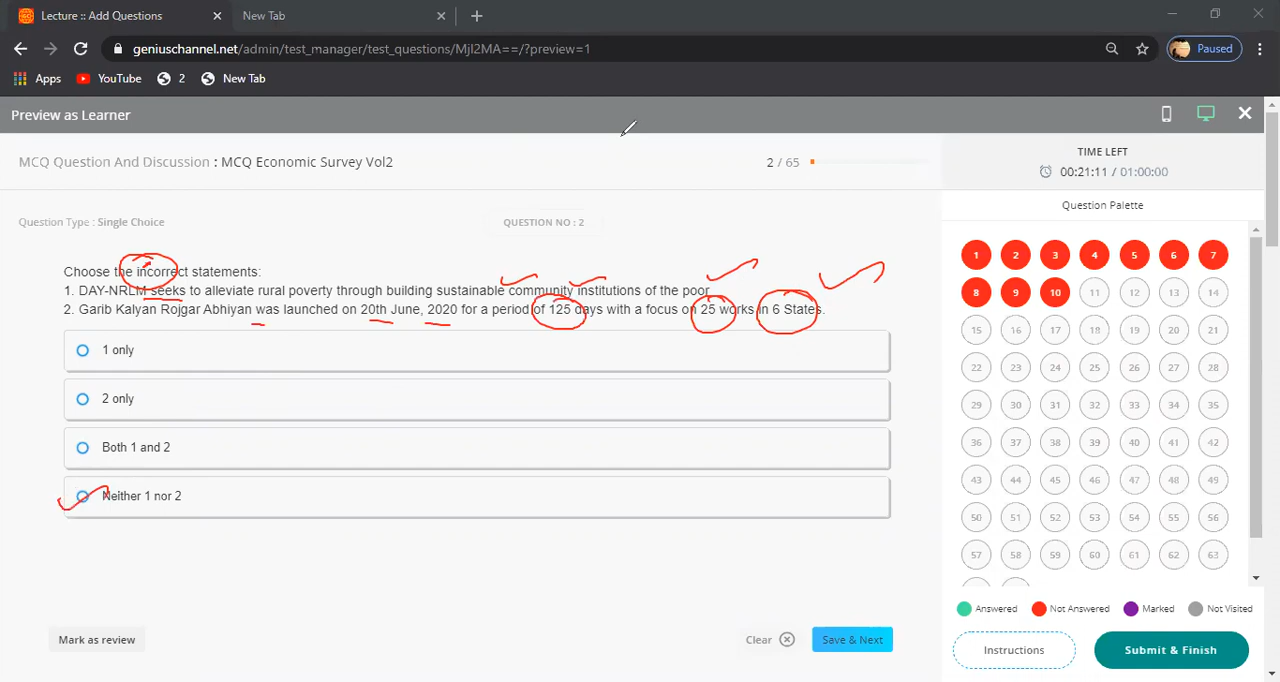 Lecture :: Add Questions
New Tab
geniuschannel.net/admin/test_manager/test_questions/MjI2MA==/?preview=1
Paused
Apps
YouTube
2
New Tab
Preview as Learner
MCQ Question And Discussion : MCQ Economic Survey Vol2
2 / 65
TIME LEFT
00:21:11 / 01:00:00
Question Type : Single Choice
QUESTION NO : 2
Question Palette
Choose the incorrect statements:
1. DAY-NRLM seeks to alleviate rural poverty through building sustainable community institutions of the poor
2. Garib Kalyan Rojgar Abhiyan was launched on 20th June, 2020 for a period of 125 days with a focus on 25 works in 6 States.
1 only
2 only
Both 1 and 2
Neither 1 nor 2
1 2 3 4 5 6 7
8 9 10 11 12 13 14
15 16 17 18 19 20 21
22 23 24 25 26 27 28
29 30 31 32 33 34 35
36 37 38 39 40 41 42
43 44 45 46 47 48 49
50 51 52 53 54 55 56
57 58 59 60 61 62 63
Answered
Not Answered
Marked
Not Visited
Mark as review
Clear
Save & Next
Instructions
Submit & Finish